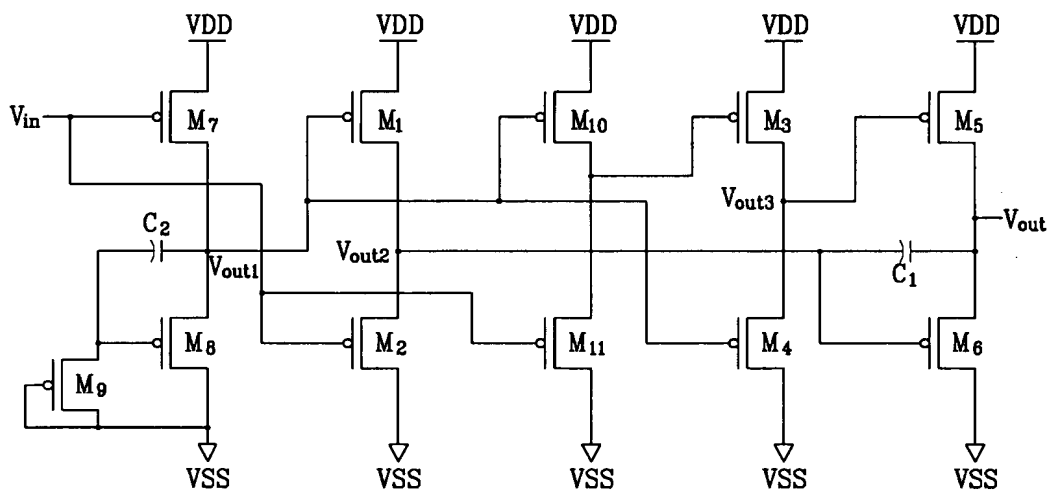 VDD VDD VDD VDD VDD
Vin M7 M1 M10 M3 M5
Vout3 Vout
C2 Vout1 Vout2 C1
M8 M2 M11 M4 M6
M9
VSS VSS VSS VSS VSS